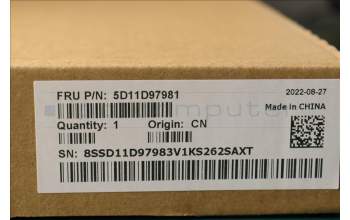 FRU P/N: 5D11D97981
2022-08-27
Made in CHINA
Quantity: 1
Origin: CN
SN: 8SSD11D97983V1KS262SAXT